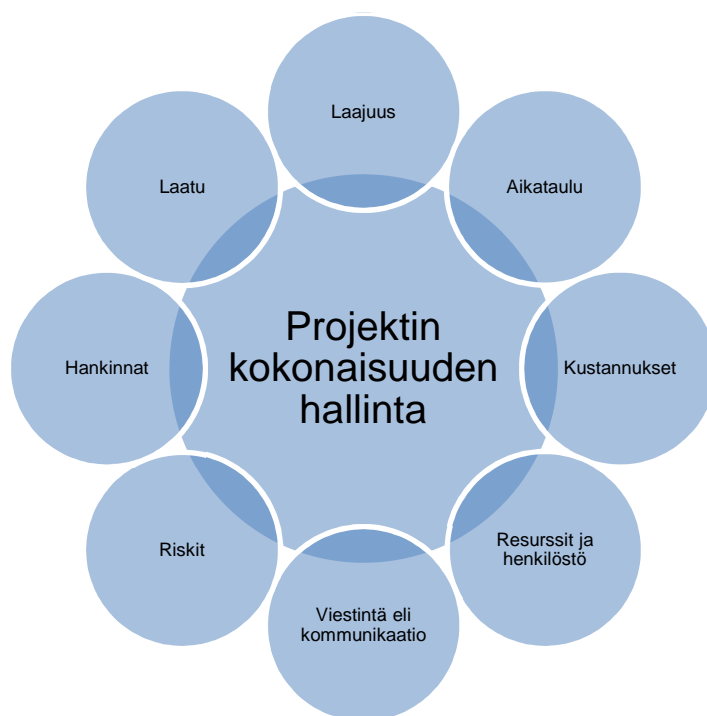 Laajuus
Aikataulu
Kustannukset
Resurssit ja
henkilöstö
Viestintä eli
kommunikaatio
Riskit
Hankinnat
Laatu
Projektin
kokonaisuuden
hallinta